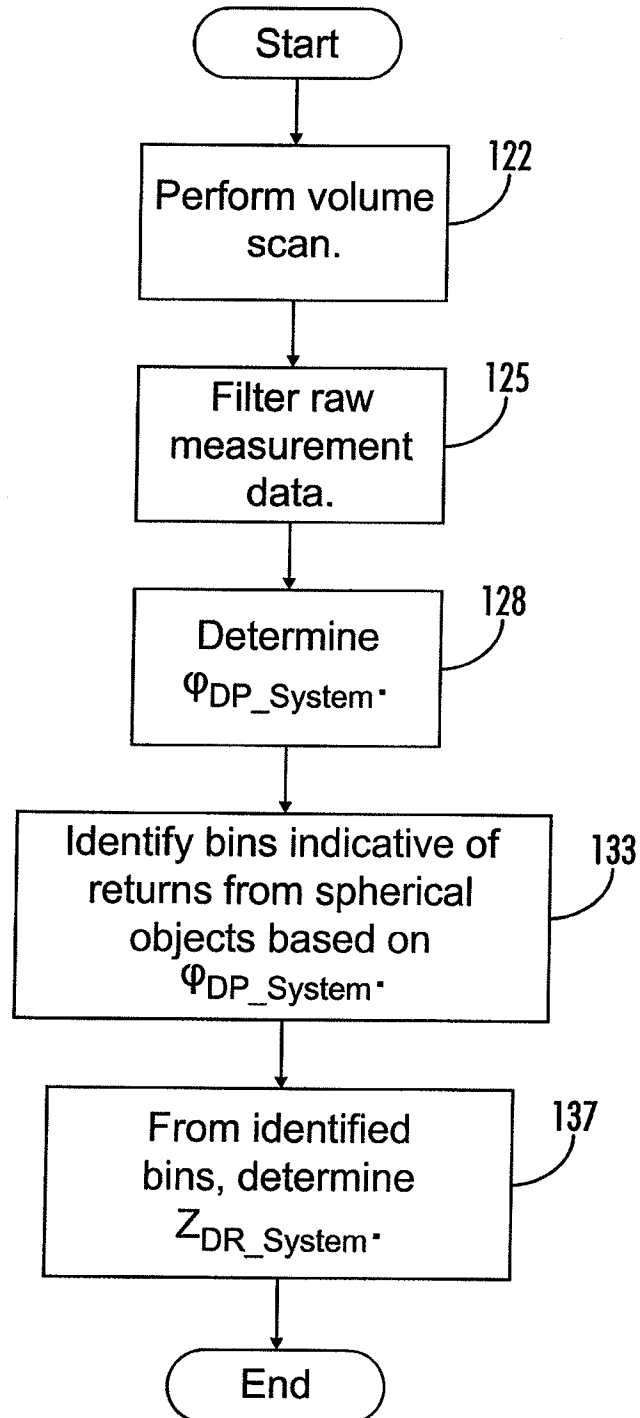 Start
122
Perform volume
scan.
125
Filter raw
measurement
data.
128
Determine
φDP_System.
133
Identify bins indicative of
returns from spherical
objects based on
φDP_System.
137
From identified
bins, determine
ZDR_System.
End